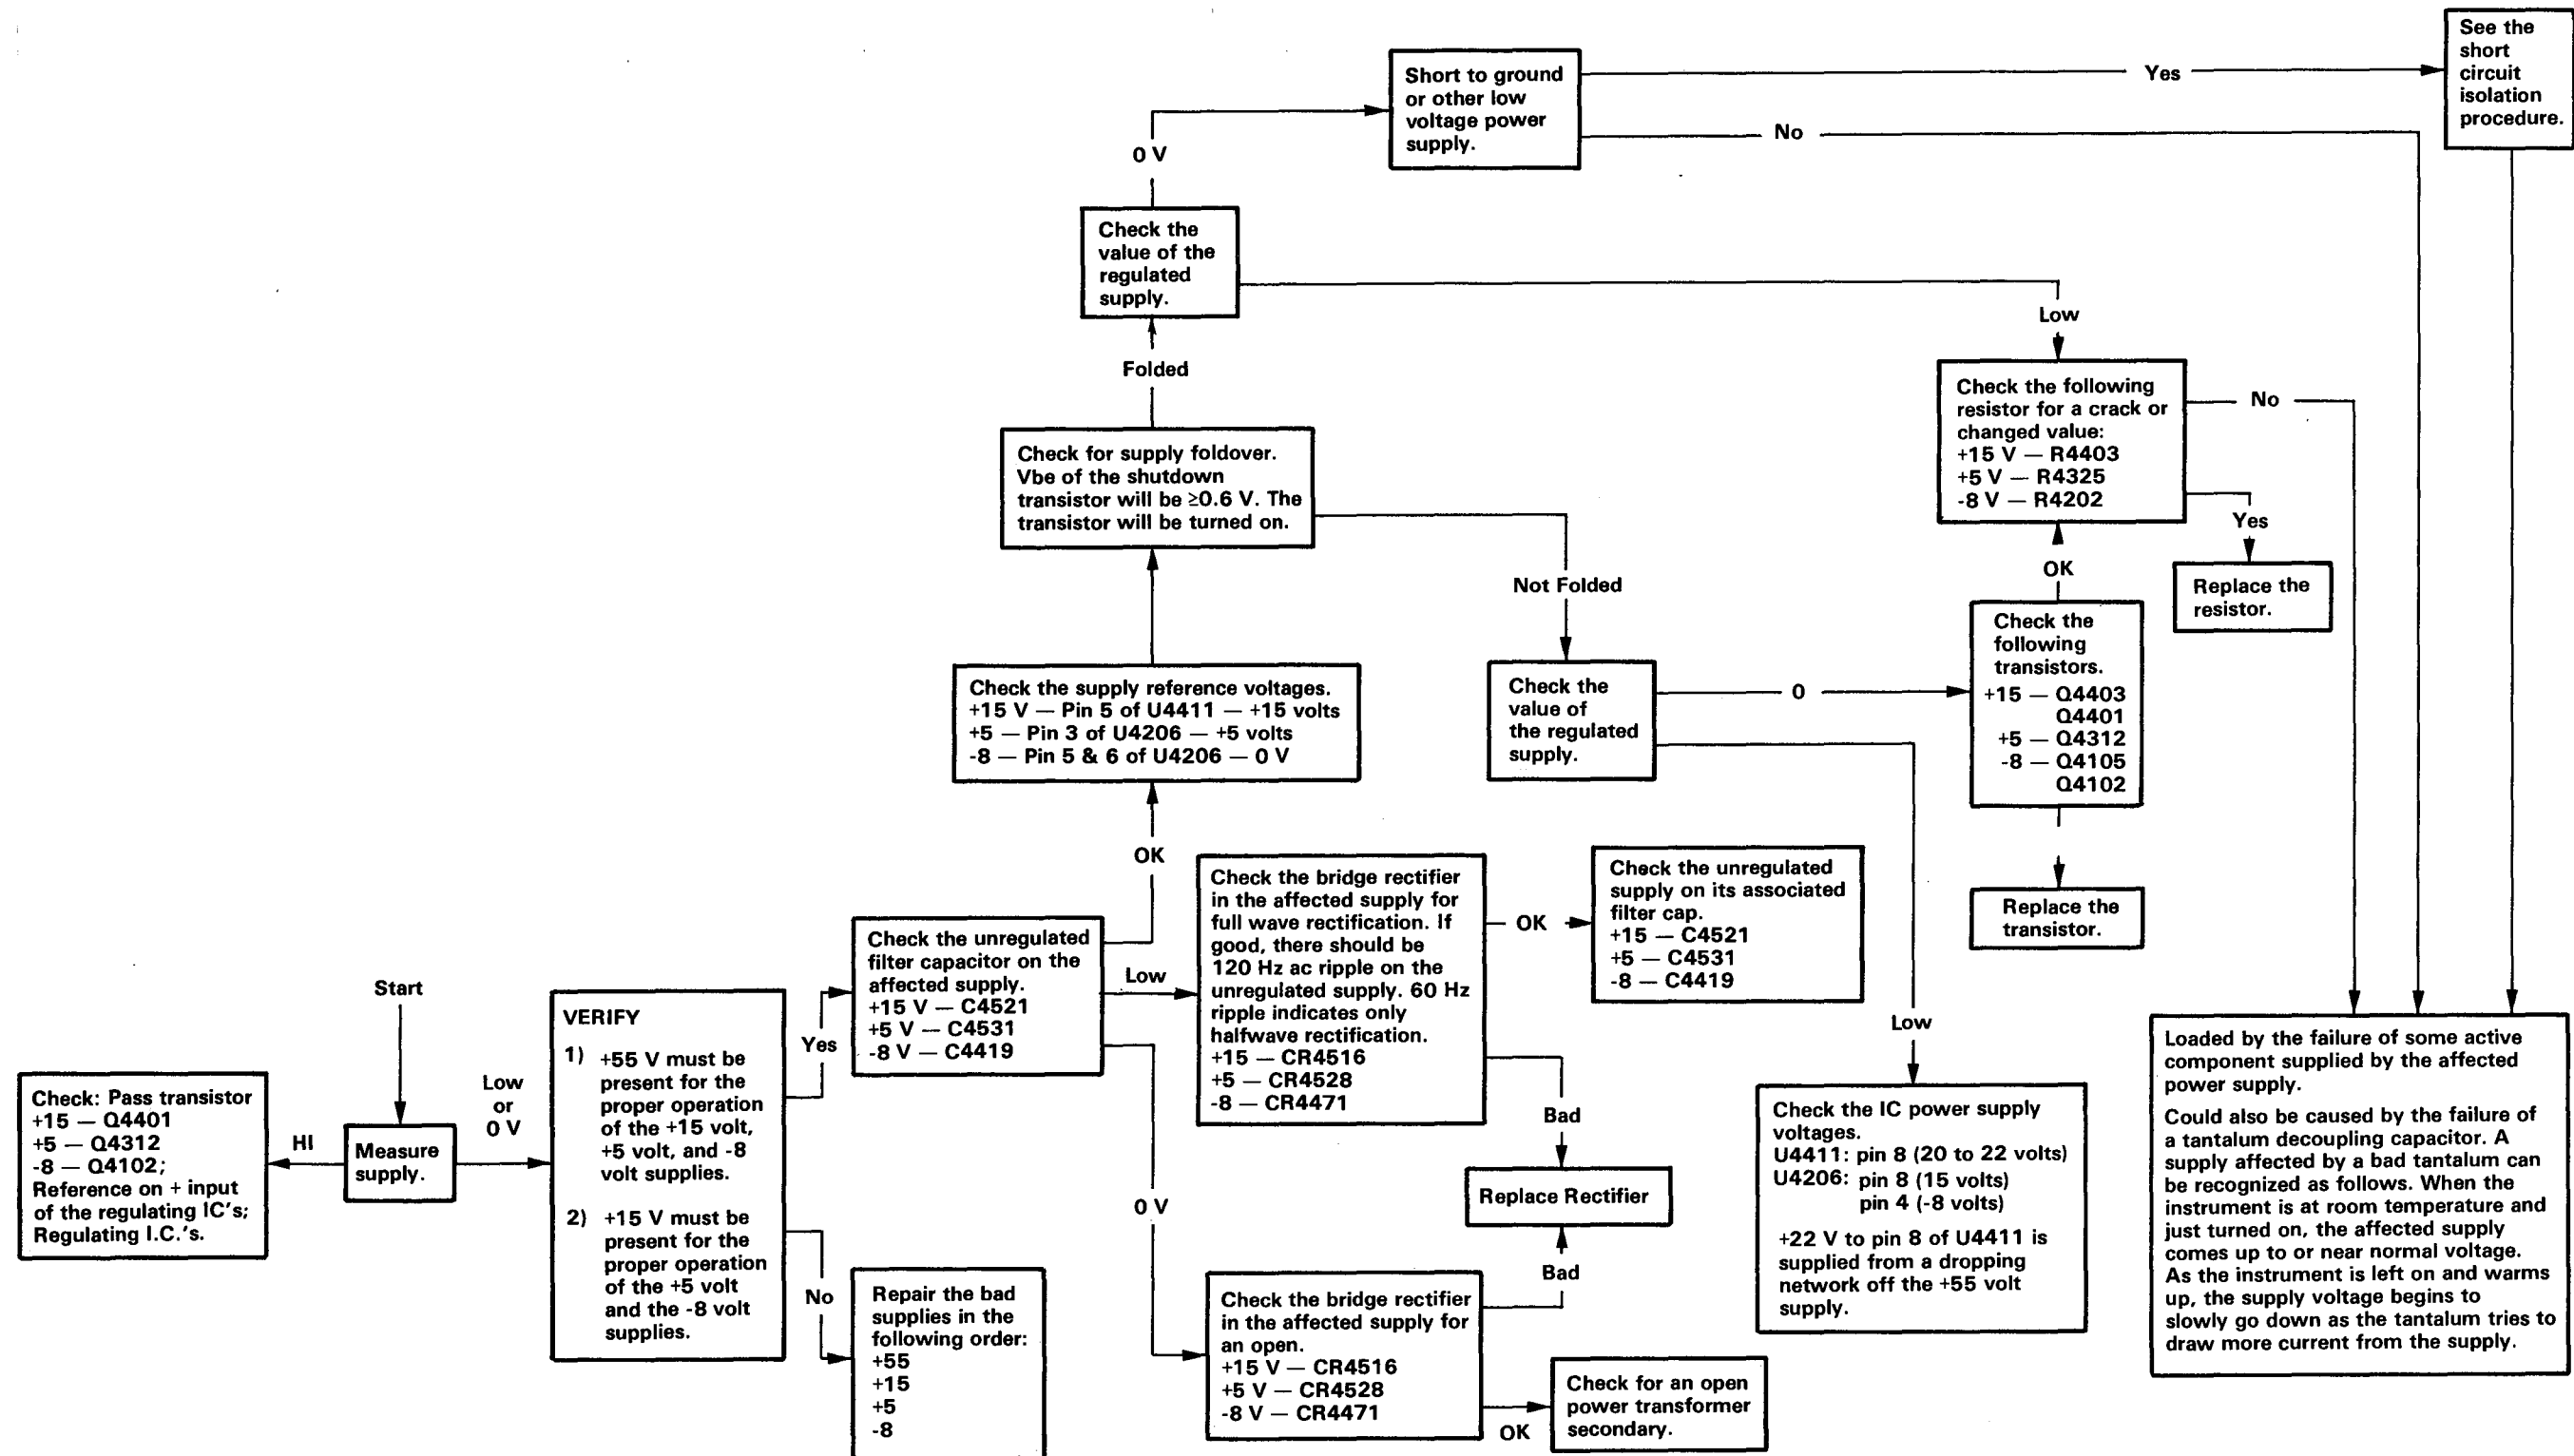 See the
short
circuit
isolation
procedure.
Short to ground
or other low
voltage power
supply.
Yes
No
0 V
Check the
value of the
regulated
supply.
Low
Folded
Check the following
resistor for a crack or
changed value:
+15 V — R4403
+5 V — R4325
-8 V — R4202
No
Yes
Replace the
resistor.
Check for supply foldover.
Vbe of the shutdown
transistor will be ≥0.6 V. The
transistor will be turned on.
Not Folded
OK
Check the
following
transistors.
+15 — Q4403
Q4401
+5 — Q4312
-8 — Q4105
Q4102
Check the supply reference voltages.
+15 V — Pin 5 of U4411 — +15 volts
+5 — Pin 3 of U4206 — +5 volts
-8 — Pin 5 & 6 of U4206 — 0 V
Check the
value of
the regulated
supply.
0
Low
Replace the
transistor.
OK
Check the bridge rectifier
in the affected supply for
full wave rectification. If
good, there should be
120 Hz ac ripple on the
unregulated supply. 60 Hz
ripple indicates only
halfwave rectification.
+15 — CR4516
+5 — CR4528
-8 — CR4471
OK
Check the unregulated
supply on its associated
filter cap.
+15 — C4521
+5 — C4531
-8 — C4419
Check the unregulated
filter capacitor on the
affected supply.
+15 V — C4521
+5 V — C4531
-8 V — C4419
Low
Start
VERIFY
1) +55 V must be
present for the
proper operation
of the +15 volt,
+5 volt, and -8
volt supplies.
2) +15 V must be
present for the
proper operation
of the +5 volt
and the -8 volt
supplies.
Yes
No
Low
or
0 V
Measure
supply.
HI
Check: Pass transistor
+15 — Q4401
+5 — Q4312
-8 — Q4102;
Reference on + input
of the regulating IC's;
Regulating I.C.'s.
Bad
Replace Rectifier
Bad
0 V
Check the bridge rectifier
in the affected supply for
an open.
+15 V — CR4516
+5 V — CR4528
-8 V — CR4471
OK
Check for an open
power transformer
secondary.
Repair the bad
supplies in the
following order:
+55
+15
+5
-8
Check the IC power supply
voltages.
U4411: pin 8 (20 to 22 volts)
U4206: pin 8 (15 volts)
pin 4 (-8 volts)
+22 V to pin 8 of U4411 is
supplied from a dropping
network off the +55 volt
supply.
Loaded by the failure of some active
component supplied by the affected
power supply.
Could also be caused by the failure of
a tantalum decoupling capacitor. A
supply affected by a bad tantalum can
be recognized as follows. When the
instrument is at room temperature and
just turned on, the affected supply
comes up to or near normal voltage.
As the instrument is left on and warms
up, the supply voltage begins to
slowly go down as the tantalum tries to
draw more current from the supply.